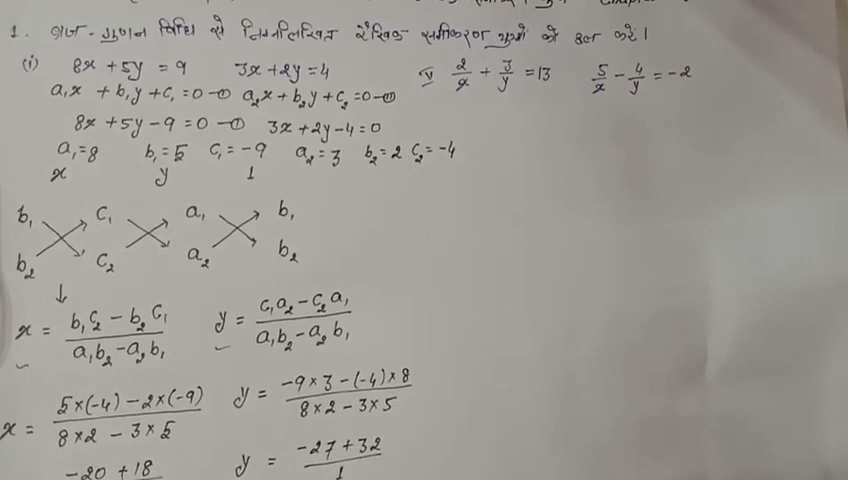 1. वज्र-गुणन विधि से निम्नलिखित रैखिक समीकरण युग्मों को हल करें।
(i) 8x + 5y = 9 3x + 2y = 4 v 2/x + 3/y = 13 5/x - 4/y = -2
a₁x + b₁y + c₁ = 0 - ① a₂x + b₂y + c₂ = 0 - ②
8x + 5y - 9 = 0 - ① 3x + 2y - 4 = 0
a₁ = 8 b₁ = 5 c₁ = -9 a₂ = 3 b₂ = 2 c₂ = -4
x y 1
b₁ c₁ a₁ b₁
b₂ c₂ a₂ b₂
x = (b₁c₂ - b₂c₁)/(a₁b₂ - a₂b₁) y = (c₁a₂ - c₂a₁)/(a₁b₂ - a₂b₁)
x = (5×(-4) - 2×(-9))/(8×2 - 3×5) y = (-9×3 - (-4)×8)/(8×2 - 3×5)
-20 + 18 y = (-27 + 32)/1